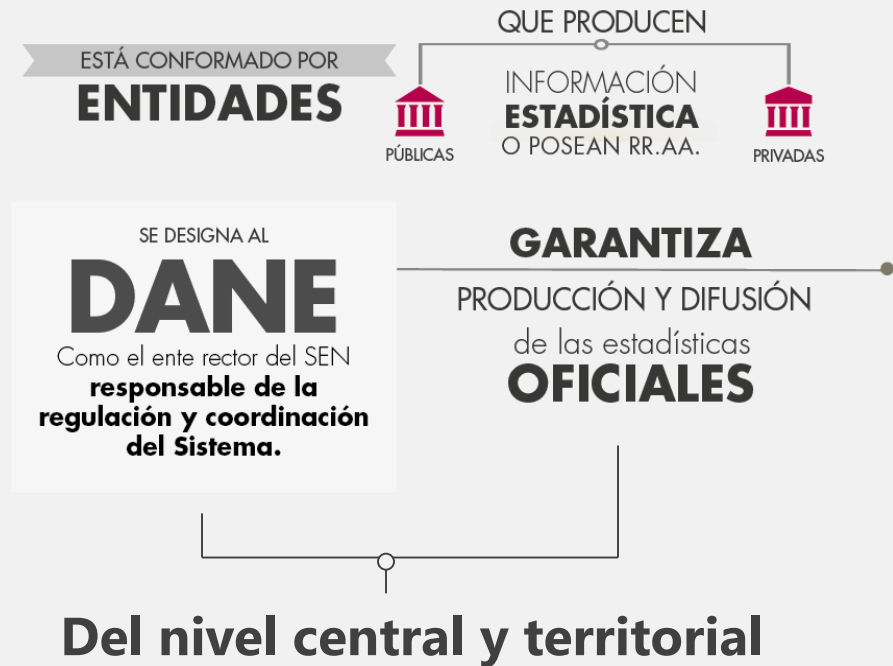 ESTÁ CONFORMADO POR
ENTIDADES
QUE PRODUCEN
INFORMACIÓN
ESTADÍSTICA
O POSEAN RR.AA.
PÚBLICAS
PRIVADAS
SE DESIGNA AL
DANE
Como el ente rector del SEN
responsable de la
regulación y coordinación
del Sistema.
GARANTIZA
PRODUCCIÓN Y DIFUSIÓN
de las estadísticas
OFICIALES
Del nivel central y territorial